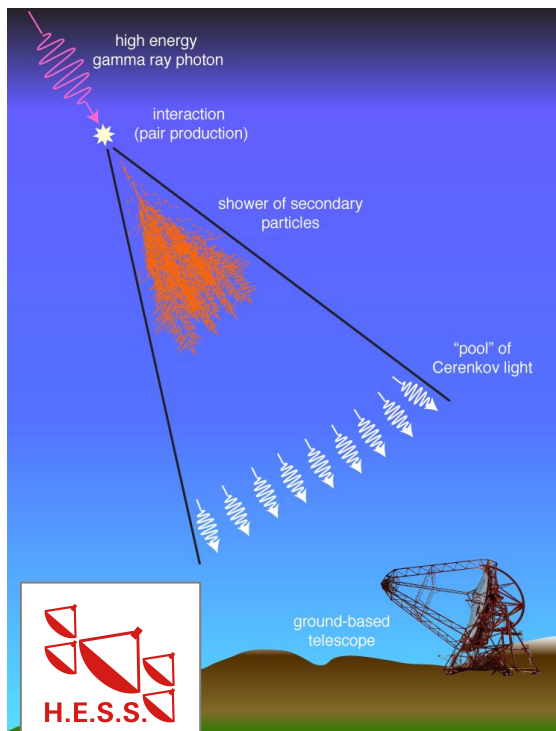 high energy
gamma ray photon
interaction
(pair production)
shower of secondary
particles
“pool” of
Cerenkov light
ground-based
telescope
H.E.S.S.